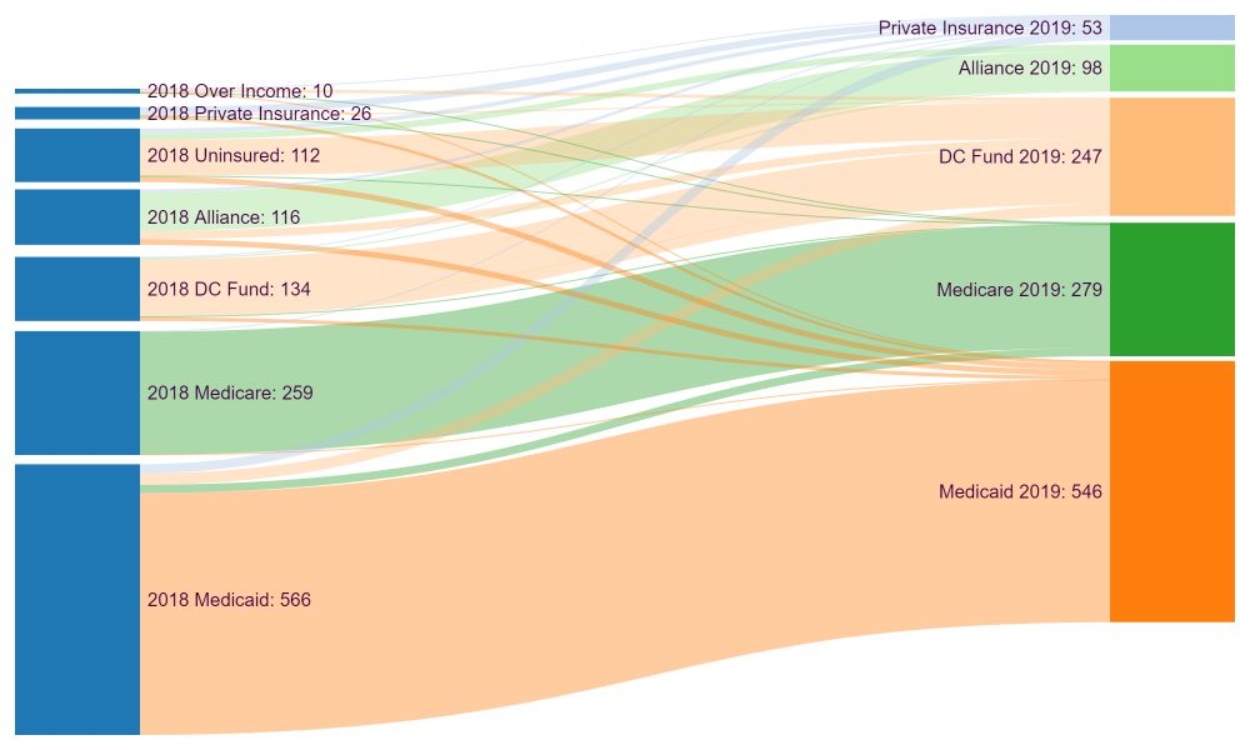 Private Insurance 2019: 53
Alliance 2019: 98
2018 Over Income: 10
2018 Private Insurance: 26
2018 Uninsured: 112
DC Fund 2019: 247
2018 Alliance: 116
2018 DC Fund: 134
Medicare 2019: 279
2018 Medicare: 259
Medicaid 2019: 546
2018 Medicaid: 566